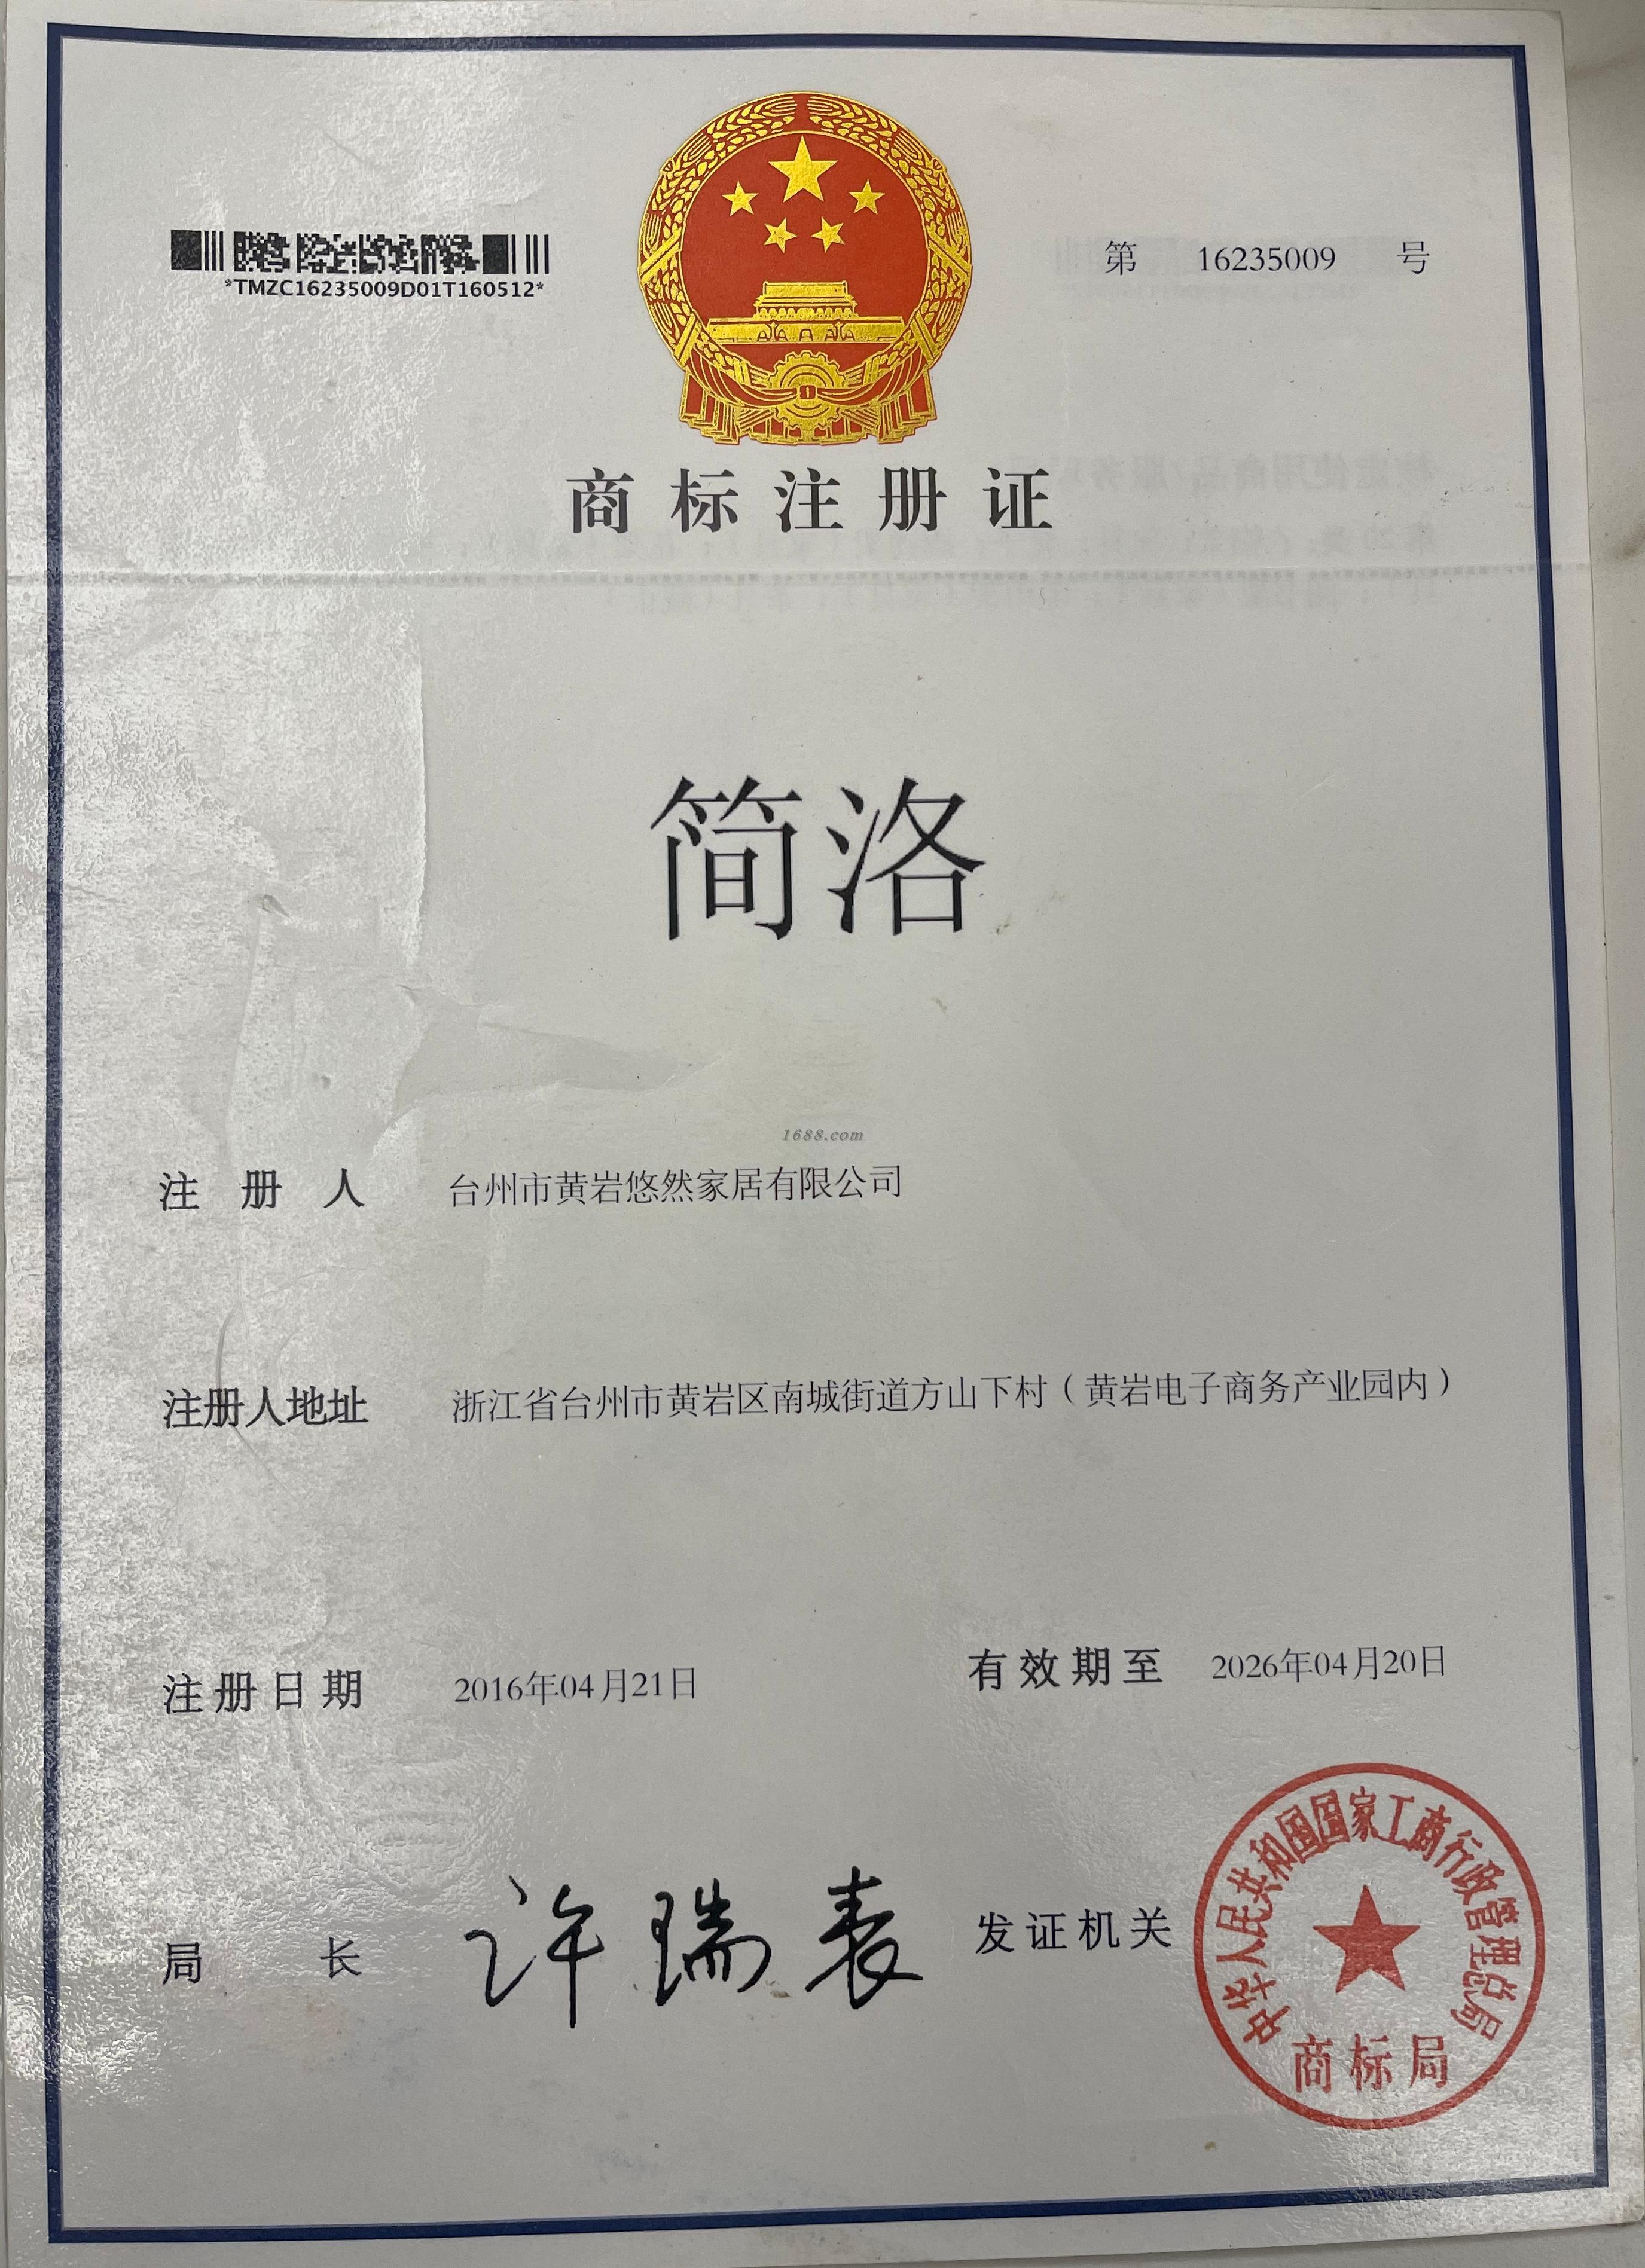 *TMZC16235009D01T160512*
第 16235009 号
商标注册证
简洛
1688.com
注册人 台州市黄岩悠然家居有限公司
注册人地址 浙江省台州市黄岩区南城街道方山下村（黄岩电子商务产业园内）
注册日期 2016年04月21日 有效期至 2026年04月20日
局长 许瑞表 发证机关
中华人民共和国国家工商行政管理总局
商标局